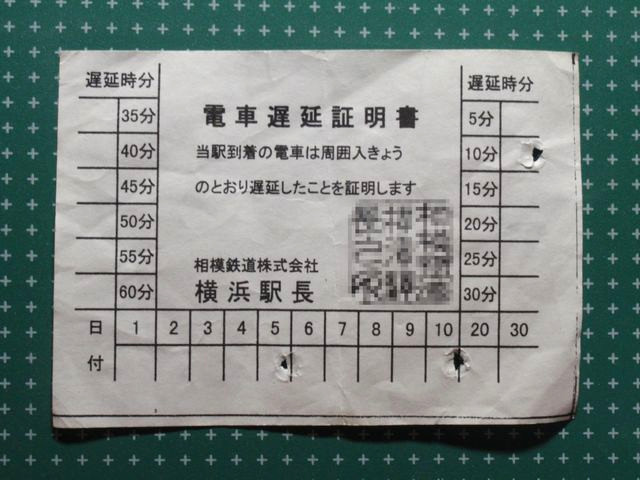 遅延時分
35分
40分
45分
50分
55分
60分
電車遅延証明書
当駅到着の電車は周囲入きょう
のとおり遅延したことを証明します
相模鉄道株式会社
横浜駅長
遅延時分
5分
10分
15分
20分
25分
30分
日 1 2 3 4 5 6 7 8 9 10 20 30
付